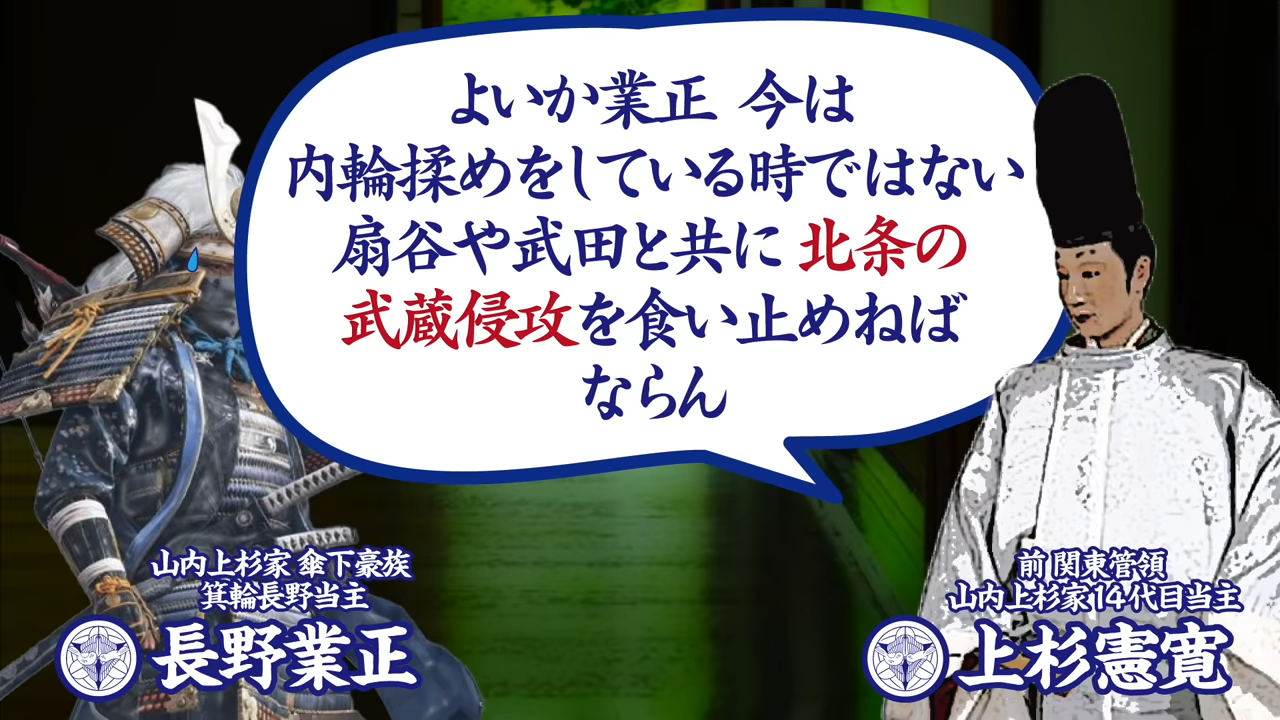 よいか業正 今は
内輪揉めをしている時ではない
扇谷や武田と共に 北条の
武蔵侵攻を食い止めねば
ならん
山内上杉家 傘下豪族
箕輪長野当主
長野業正
前 関東管領
山内上杉家14代目当主
上杉憲寛